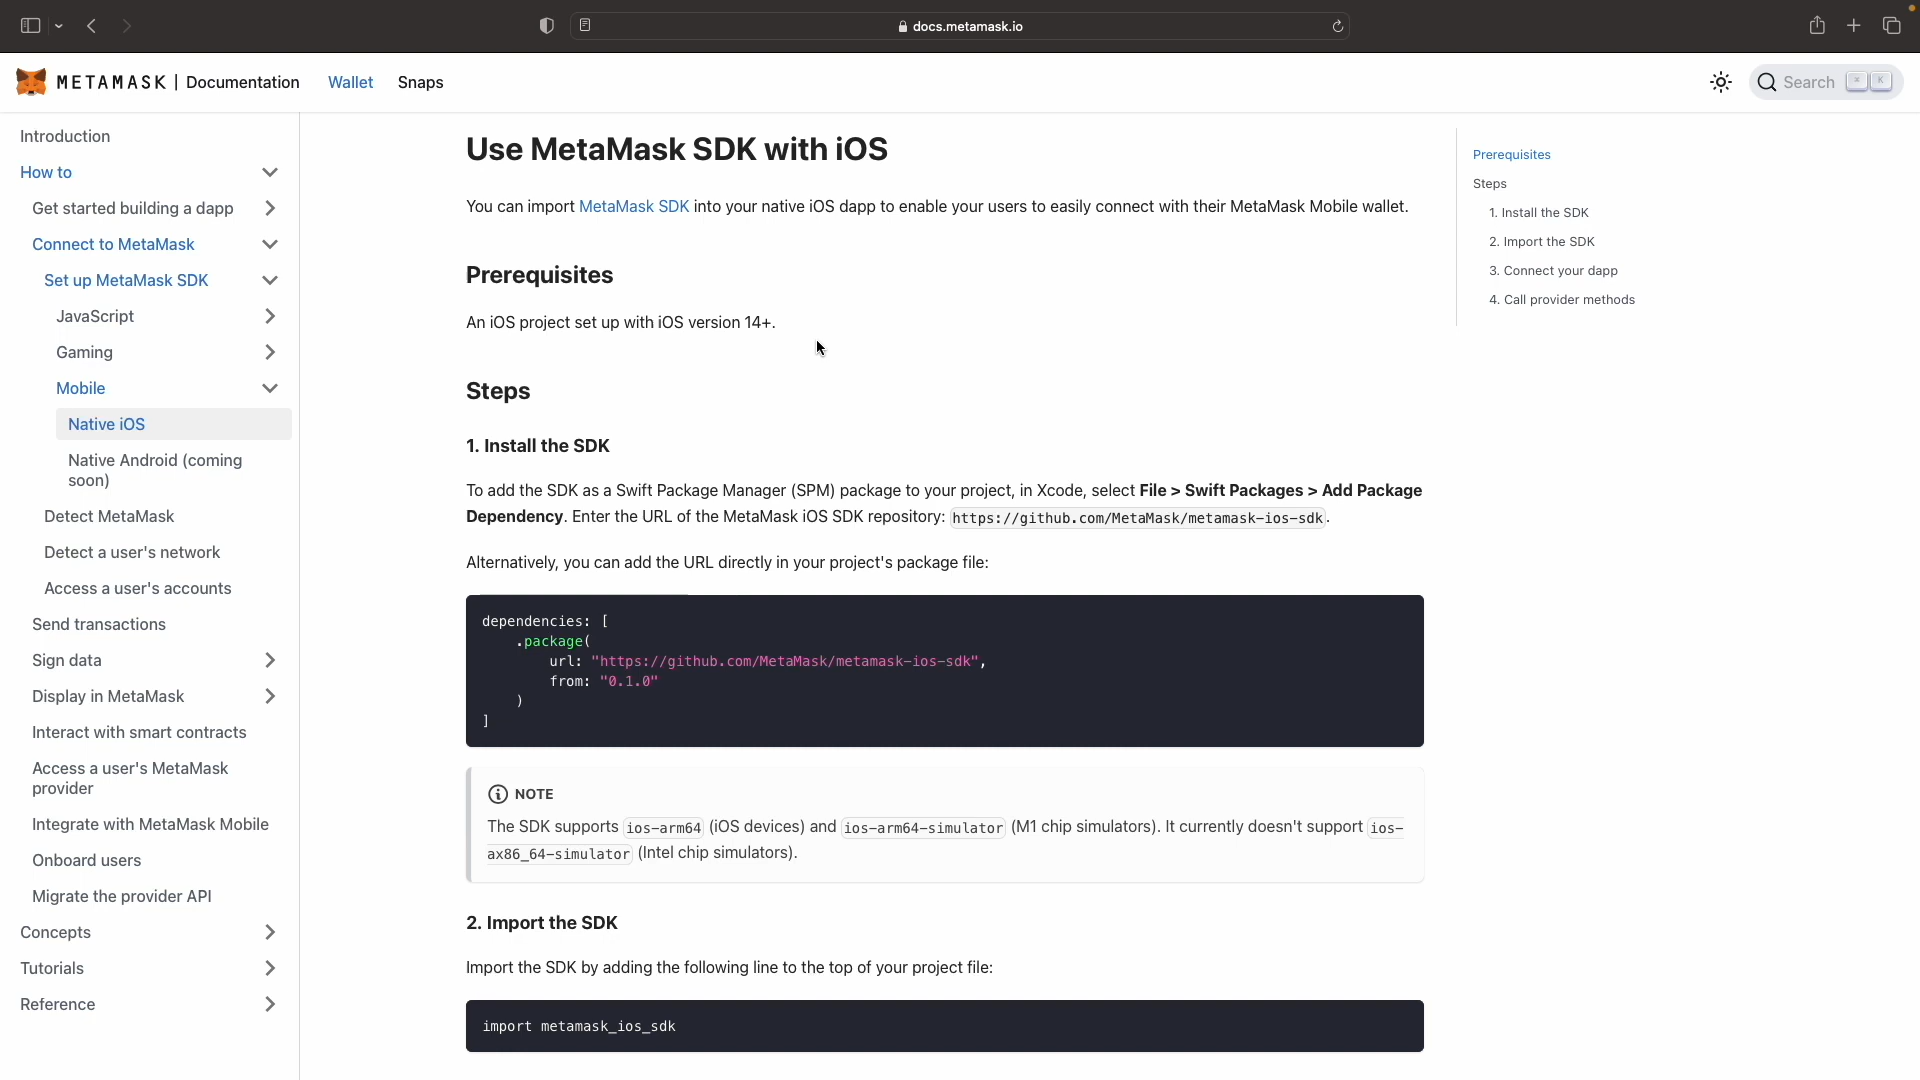 docs.metamask.io
METAMASK | Documentation Wallet Snaps Search K
Introduction
How to
Get started building a dapp
Connect to MetaMask
Set up MetaMask SDK
JavaScript
Gaming
Mobile
Native iOS
Native Android (coming
soon)
Detect MetaMask
Detect a user's network
Access a user's accounts
Send transactions
Sign data
Display in MetaMask
Interact with smart contracts
Access a user's MetaMask
provider
Integrate with MetaMask Mobile
Onboard users
Migrate the provider API
Concepts
Tutorials
Reference
Use MetaMask SDK with iOS
You can import MetaMask SDK into your native iOS dapp to enable your users to easily connect with their MetaMask Mobile wallet.
Prerequisites
An iOS project set up with iOS version 14+.
Steps
1. Install the SDK
To add the SDK as a Swift Package Manager (SPM) package to your project, in Xcode, select File > Swift Packages > Add Package
Dependency. Enter the URL of the MetaMask iOS SDK repository: https://github.com/MetaMask/metamask-ios-sdk.
Alternatively, you can add the URL directly in your project's package file:
dependencies: [
.package(
url: "https://github.com/MetaMask/metamask-ios-sdk",
from: "0.1.0"
)
]
NOTE
The SDK supports ios-arm64 (iOS devices) and ios-arm64-simulator (M1 chip simulators). It currently doesn't support ios-
ax86_64-simulator (Intel chip simulators).
2. Import the SDK
Import the SDK by adding the following line to the top of your project file:
import metamask_ios_sdk
Prerequisites
Steps
1. Install the SDK
2. Import the SDK
3. Connect your dapp
4. Call provider methods